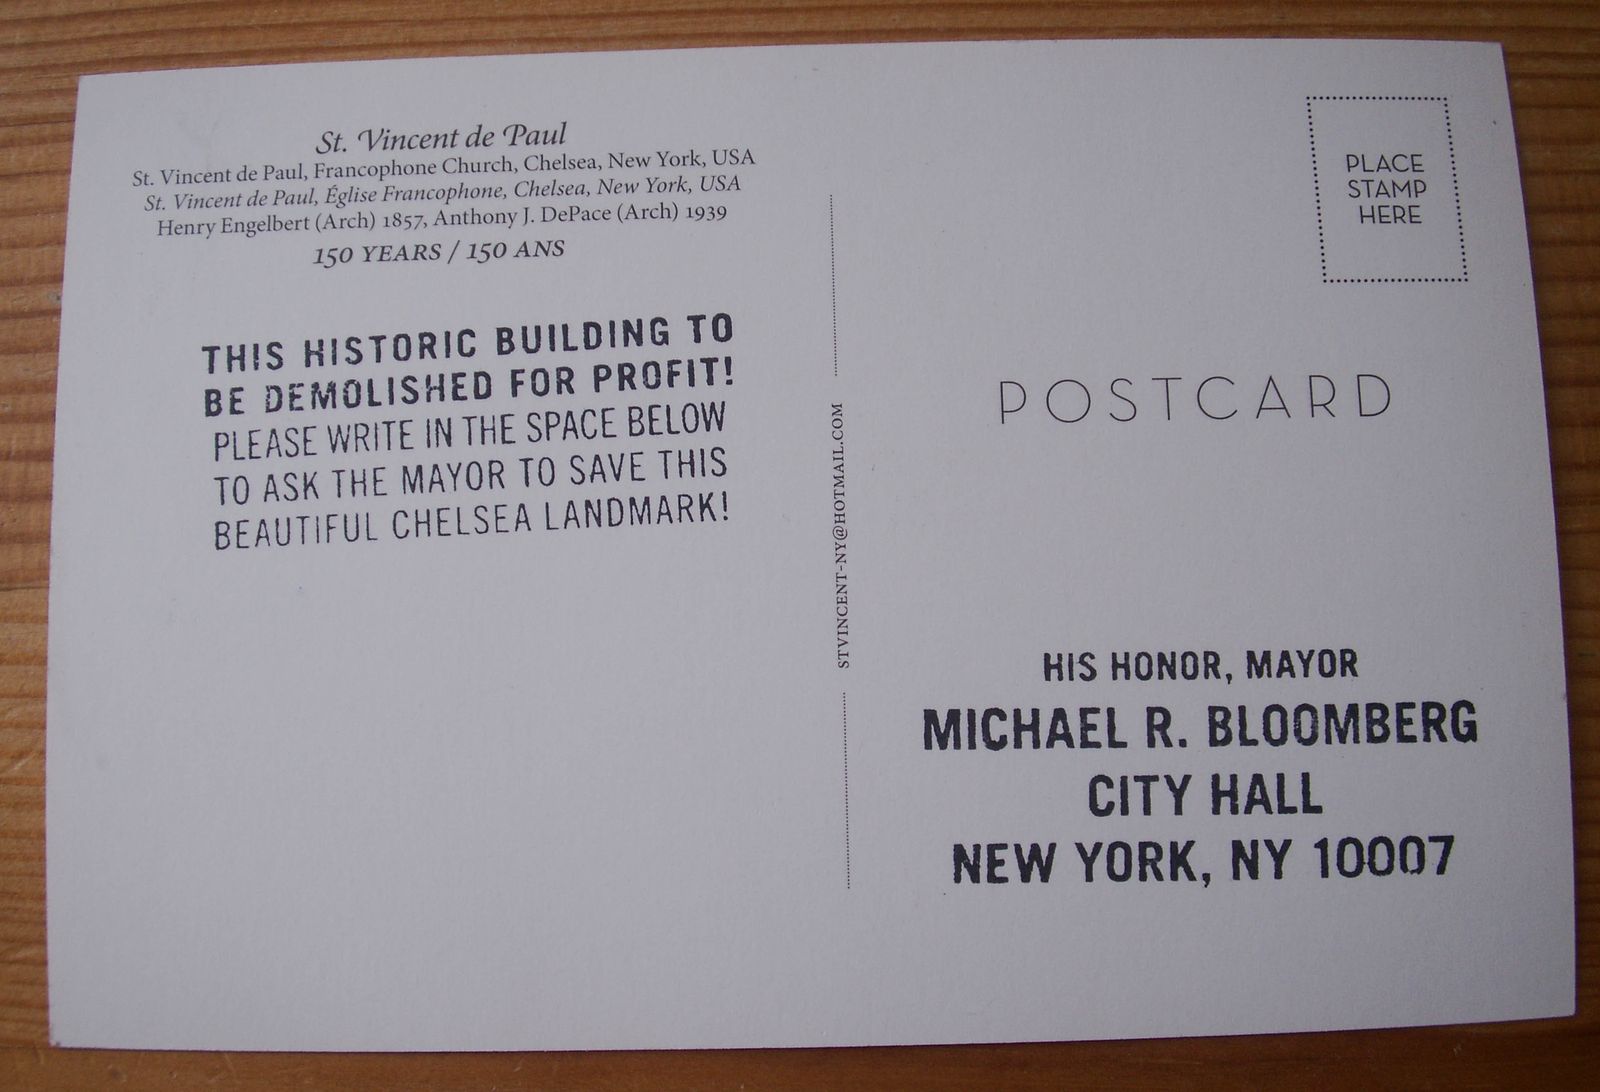 St. Vincent de Paul
St. Vincent de Paul, Francophone Church, Chelsea, New York, USA
St. Vincent de Paul, Église Francophone, Chelsea, New York, USA
Henry Engelbert (Arch) 1857, Anthony J. DePace (Arch) 1939
150 YEARS / 150 ANS
THIS HISTORIC BUILDING TO
BE DEMOLISHED FOR PROFIT!
PLEASE WRITE IN THE SPACE BELOW
TO ASK THE MAYOR TO SAVE THIS
BEAUTIFUL CHELSEA LANDMARK!
STVINCENT-NY@HOTMAIL.COM
PLACE
STAMP
HERE
POSTCARD
HIS HONOR, MAYOR
MICHAEL R. BLOOMBERG
CITY HALL
NEW YORK, NY 10007